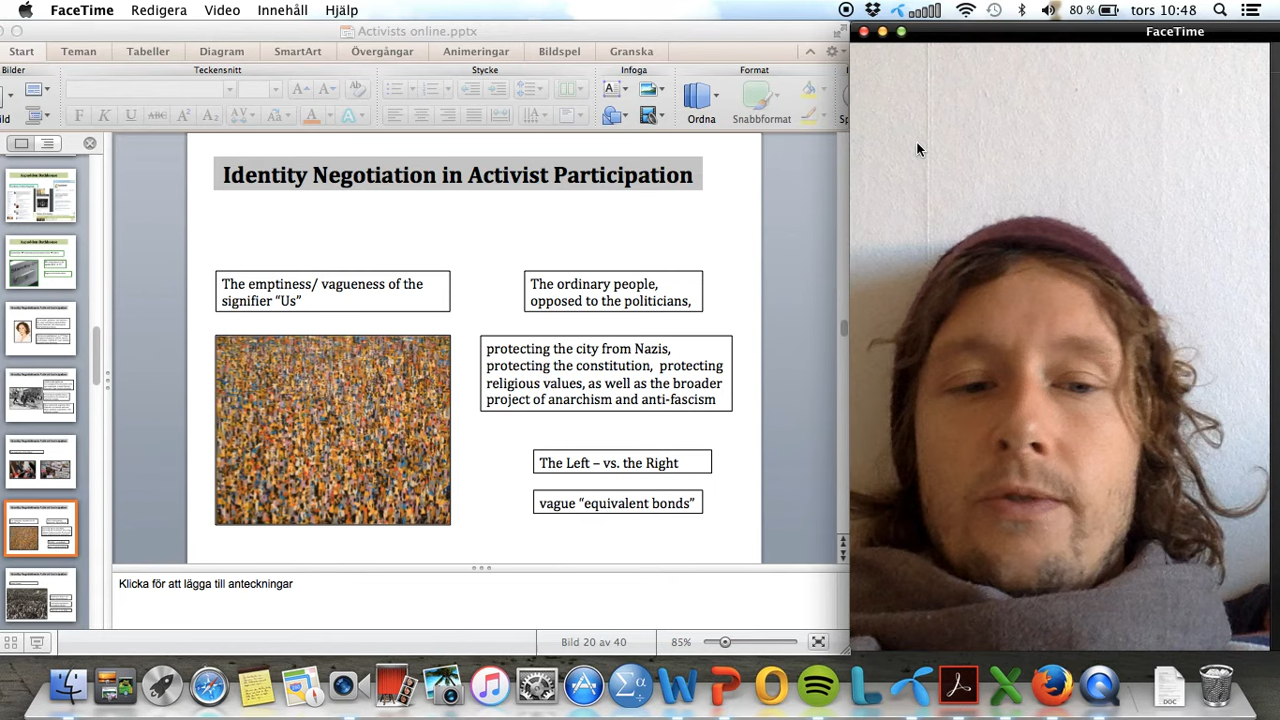 FaceTime Redigera Video Innehåll Hjälp 80 % tors 10:48
Activists online.pptx
FaceTime
Start Teman Tabeller Diagram SmartArt Övergångar Animeringar Bildspel Granska
Bilder Teckensnitt Stycke Infoga Format
F K U
Ordna Snabbformat
Identity Negotiation in Activist Participation
The emptiness/ vagueness of the
signifier “Us”
The ordinary people,
opposed to the politicians,
protecting the city from Nazis,
protecting the constitution, protecting
religious values, as well as the broader
project of anarchism and anti-fascism
The Left – vs. the Right
vague “equivalent bonds”
Klicka för att lägga till anteckningar
Bild 20 av 40 85%
DOC